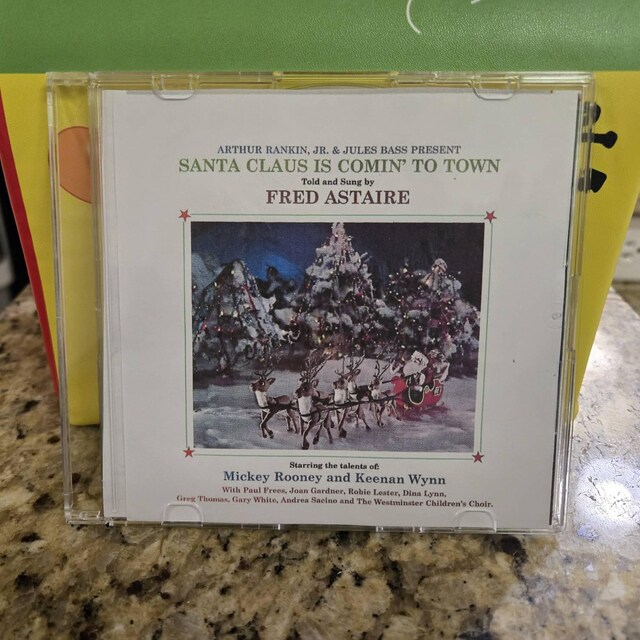 ARTHUR RANKIN, JR. & JULES BASS PRESENT
SANTA CLAUS IS COMIN' TO TOWN
Told and Sung by
FRED ASTAIRE
Starring the talents of:
Mickey Rooney and Keenan Wynn
With Paul Frees, Joan Gardner, Robie Lester, Dina Lynn,
Greg Thomas, Gary White, Andrea Sacino and The Westminster Children's Choir.